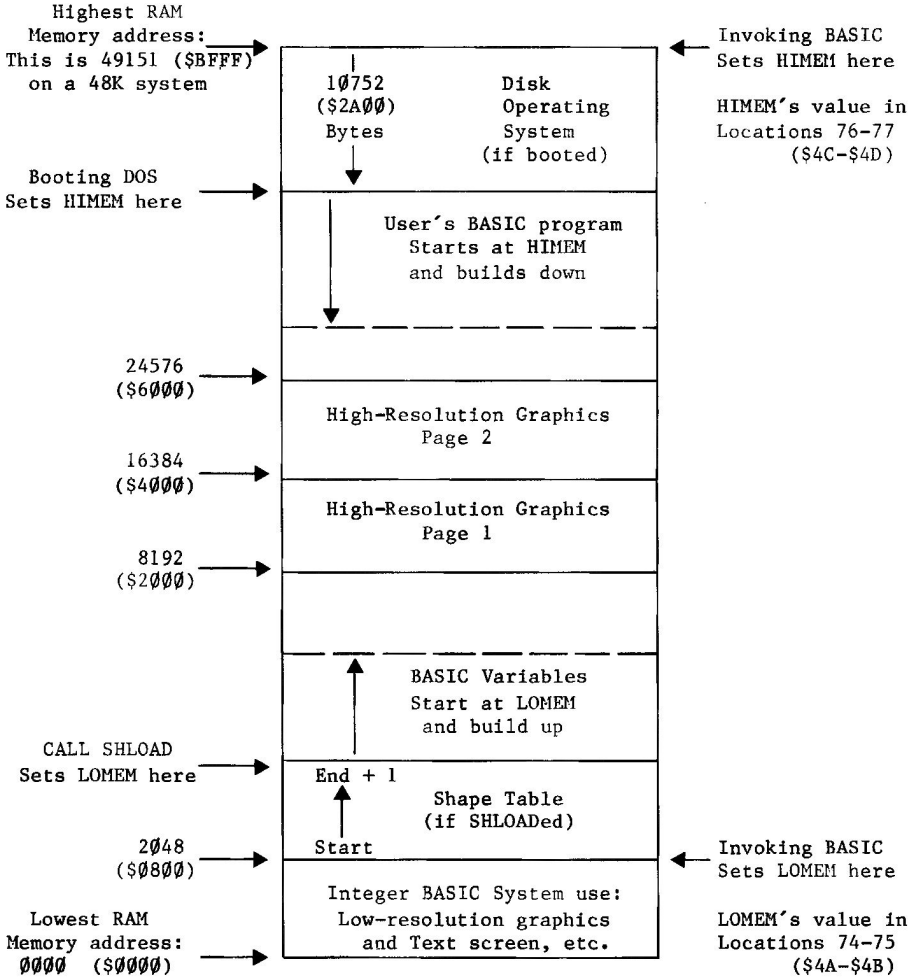 Highest RAM
Memory address:
This is 49151 ($BFFF)
on a 48K system
Invoking BASIC
Sets HIMEM here
HIMEM's value in
Locations 76-77
($4C-$4D)
10752
($2A00)
Bytes
Disk
Operating
System
(if booted)
Booting DOS
Sets HIMEM here
User's BASIC program
Starts at HIMEM
and builds down
24576
($6000)
High-Resolution Graphics
Page 2
16384
($4000)
High-Resolution Graphics
Page 1
8192
($2000)
BASIC Variables
Start at LOMEM
and build up
CALL SHLOAD
Sets LOMEM here
End + 1
Shape Table
(if SHLOADed)
Start
2048
($0800)
Invoking BASIC
Sets LOMEM here
Integer BASIC System use:
Low-resolution graphics
and Text screen, etc.
Lowest RAM
Memory address:
0000 ($0000)
LOMEM's value in
Locations 74-75
($4A-$4B)